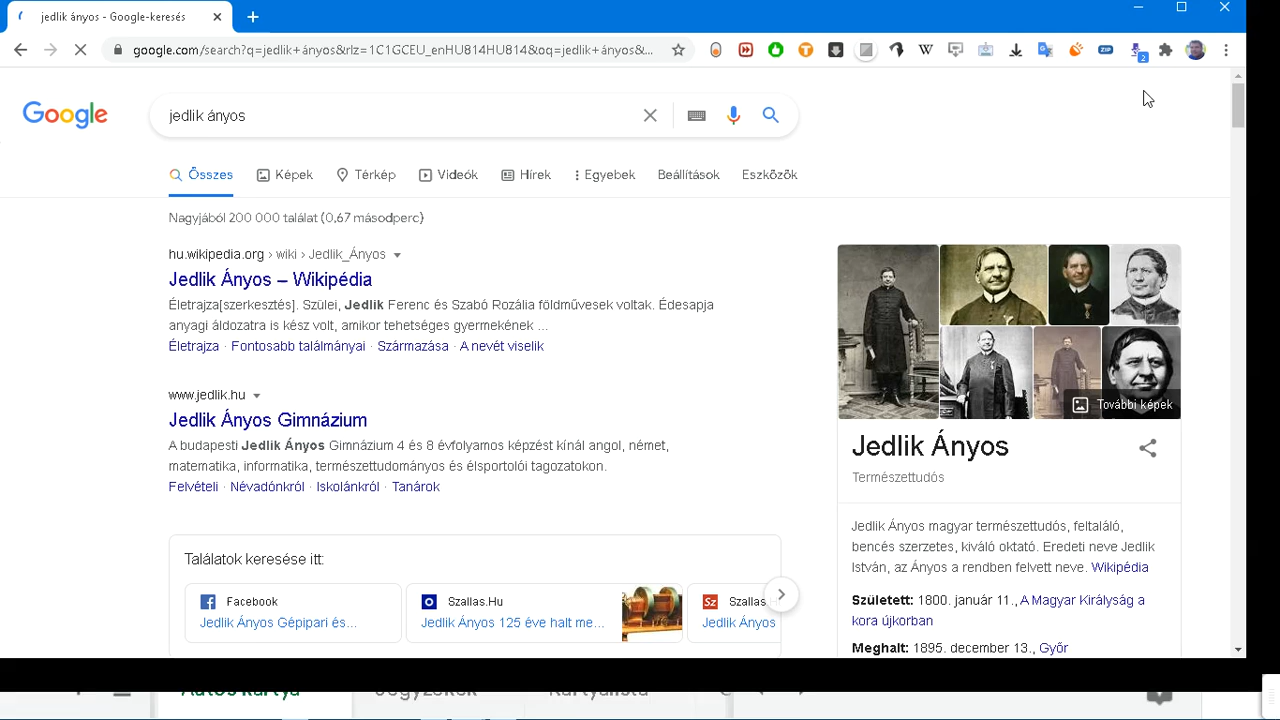 jedlik ányos - Google-keresés
google.com/search?q=jedlik+ányos&rlz=1C1GCEU_enHU814HU814&oq=jedlik+ányos&...
ZIP
2
Google
jedlik ányos
Összes
Képek
Térkép
Videók
Hírek
Egyebek
Beállítások
Eszközök
Nagyjából 200 000 találat (0,67 másodperc)
hu.wikipedia.org › wiki › Jedlik_Ányos
Jedlik Ányos – Wikipédia
Életrajza[szerkesztés]. Szülei, Jedlik Ferenc és Szabó Rozália földművesek voltak. Édesapja
anyagi áldozatra is kész volt, amikor tehetséges gyermekének ...
Életrajza · Fontosabb találmányai · Származása · A nevét viselik
www.jedlik.hu
Jedlik Ányos Gimnázium
A budapesti Jedlik Ányos Gimnázium 4 és 8 évfolyamos képzést kínál angol, német,
matematika, informatika, természettudományos és élsportolói tagozatokon.
Felvételi · Névadónkról · Iskolánkról · Tanárok
Találatok keresése itt:
Facebook
Jedlik Ányos Gépipari és...
Szallas.Hu
Jedlik Ányos 125 éve halt me...
Sz
Szallas
Jedlik Ányos
További képek
Jedlik Ányos
Természettudós
Jedlik Ányos magyar természettudós, feltaláló,
bencés szerzetes, kiváló oktató. Eredeti neve Jedlik
István, az Ányos a rendben felvett neve. Wikipédia
Született: 1800. január 11., A Magyar Királyság a
kora újkorban
Meghalt: 1895. december 13., Győr